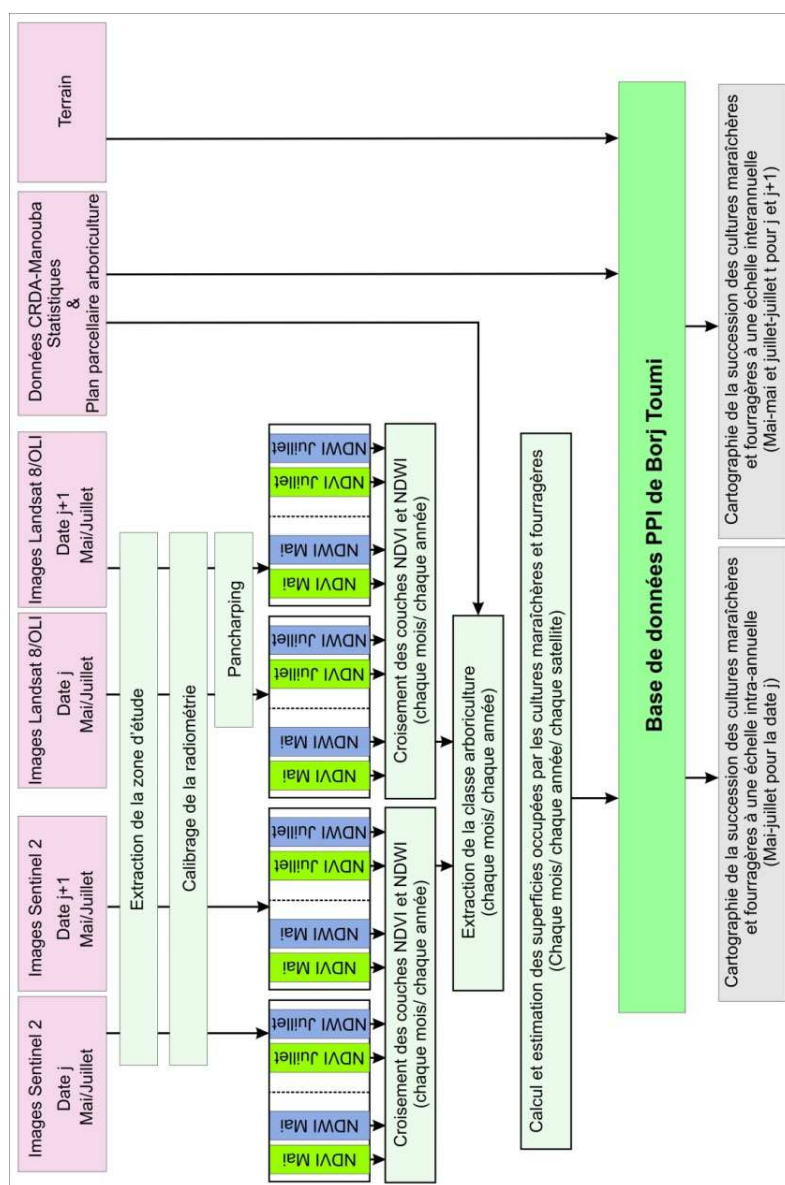 Images Sentinel 2
Date j
Mai/Juillet
Images Sentinel 2
Date j+1
Mai/Juillet
Images Landsat 8/OLI
Date j
Mai/Juillet
Images Landsat 8/OLI
Date j+1
Mai/Juillet
Données CRDA-Manouba
Statistiques
&
Plan parcellaire arboriculture
Terrain
Extraction de la zone d'étude
Calibrage de la radiométrie
Pancharping
NDVI Mai
NDWI Mai
NDVI Juillet
NDWI Juillet
NDVI Mai
NDWI Mai
NDVI Juillet
NDWI Juillet
NDVI Mai
NDWI Mai
NDVI Juillet
NDWI Juillet
NDVI Mai
NDWI Mai
NDVI Juillet
NDWI Juillet
Croisement des couches NDVI et NDWI
(chaque mois/ chaque année)
Croisement des couches NDVI et NDWI
(chaque mois/ chaque année)
Extraction de la classe arboriculture
(chaque mois/ chaque année)
Calcul et estimation des superficies occupées par les cultures maraîchères et fourragères
(Chaque mois/ chaque année/ chaque satellite)
Base de données PPI de Borj Toumi
Cartographie de la succession des cultures maraîchères
et fourragères à une échelle intra-annuelle
(Mai-juillet pour la date j)
Cartographie de la succession des cultures maraîchères
et fourragères à une échelle interannuelle
(Mai-mai et juillet-juillet t pour j et j+1)